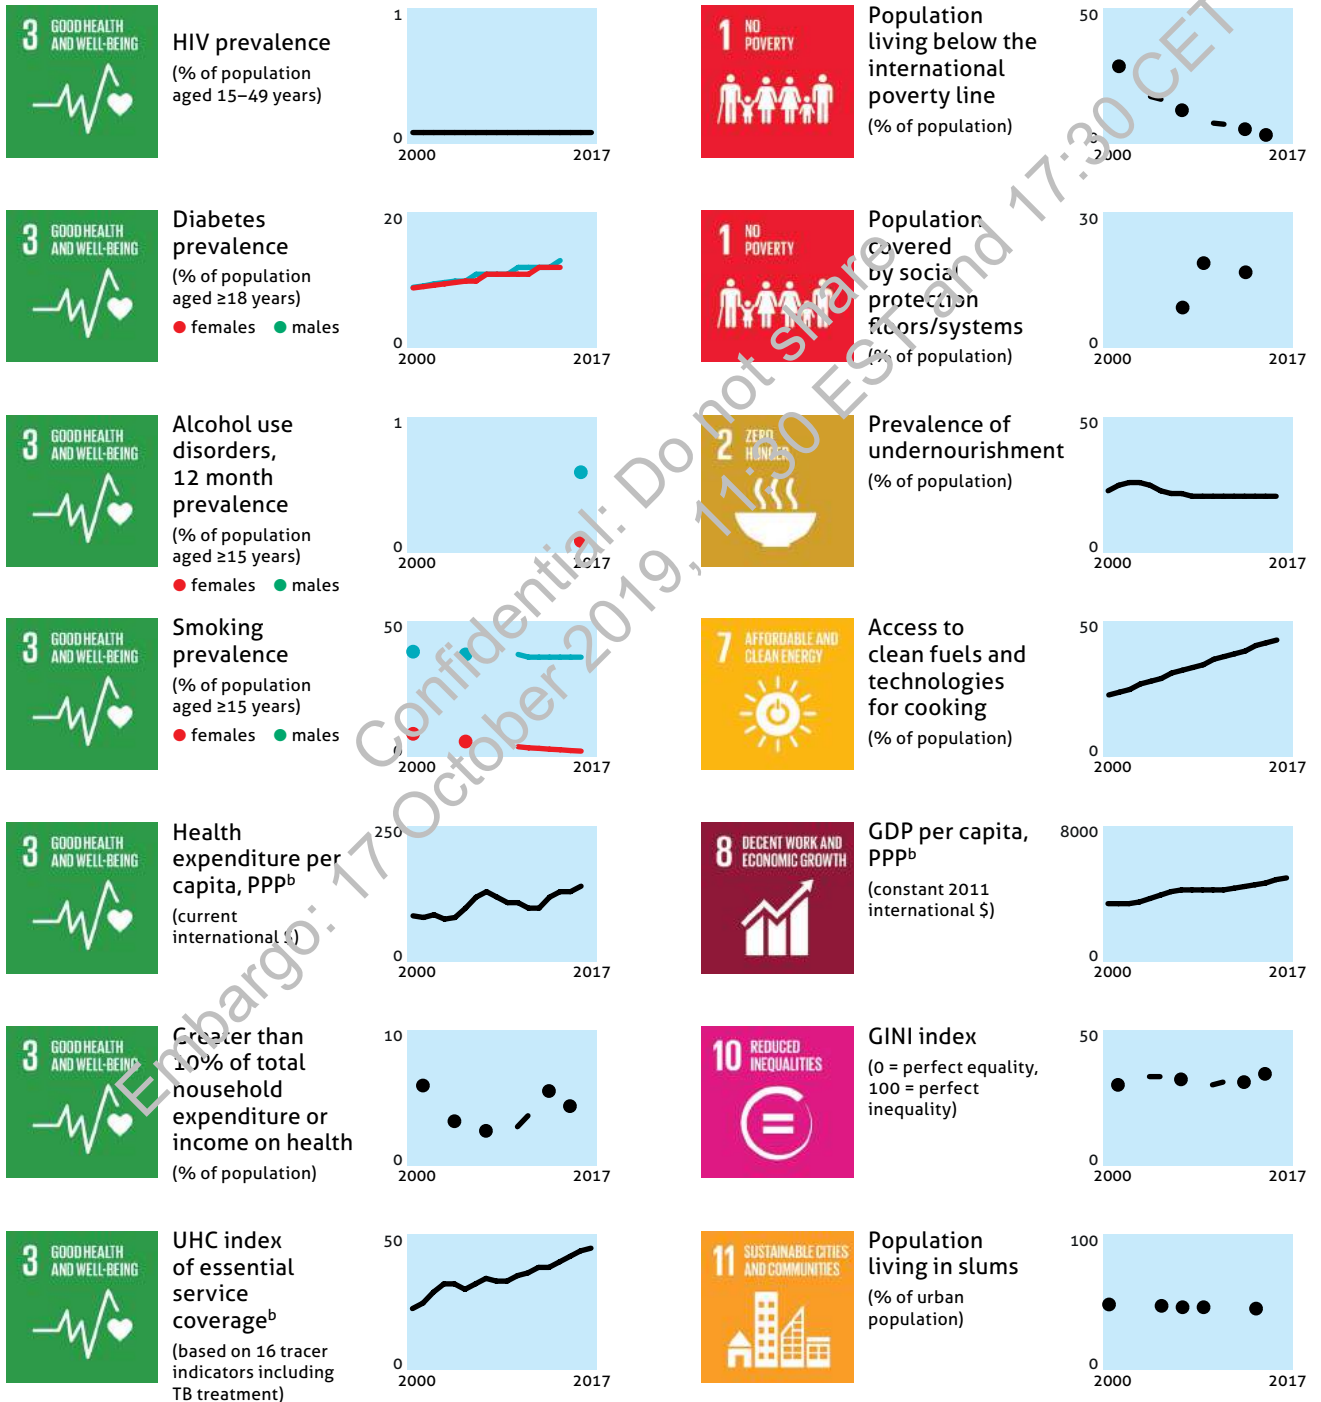 3 GOOD HEALTH
AND WELL-BEING
HIV prevalence
(% of population
aged 15–49 years)
1
0
2000 2017
3 GOOD HEALTH
AND WELL-BEING
Diabetes
prevalence
(% of population
aged ≥18 years)
females males
20
0
2000 2017
3 GOOD HEALTH
AND WELL-BEING
Alcohol use
disorders,
12 month
prevalence
(% of population
aged ≥15 years)
females males
1
0
2000 2017
3 GOOD HEALTH
AND WELL-BEING
Smoking
prevalence
(% of population
aged ≥15 years)
females males
50
0
2000 2017
3 GOOD HEALTH
AND WELL-BEING
Health
expenditure per
capita, PPPᵇ
(current
international $)
250
0
2000 2017
3 GOOD HEALTH
AND WELL-BEING
Greater than
10% of total
household
expenditure or
income on health
(% of population)
10
0
2000 2017
3 GOOD HEALTH
AND WELL-BEING
UHC index
of essential
service
coverageᵇ
(based on 16 tracer
indicators including
TB treatment)
50
0
2000 2017
1 NO
POVERTY
Population
living below the
international
poverty line
(% of population)
50
0
2000 2017
1 NO
POVERTY
Population
covered
by social
protection
floors/systems
(% of population)
30
0
2000 2017
2 ZERO
HUNGER
Prevalence of
undernourishment
(% of population)
50
0
2000 2017
7 AFFORDABLE AND
CLEAN ENERGY
Access to
clean fuels and
technologies
for cooking
(% of population)
50
0
2000 2017
8 DECENT WORK AND
ECONOMIC GROWTH
GDP per capita,
PPPᵇ
(constant 2011
international $)
8000
0
2000 2017
10 REDUCED
INEQUALITIES
GINI index
(0 = perfect equality,
100 = perfect
inequality)
50
0
2000 2017
11 SUSTAINABLE CITIES
AND COMMUNITIES
Population
living in slums
(% of urban
population)
100
0
2000 2017
Confidential: Do not share
Embargo: 17 October 2019, 11:30 EST and 17:30 CET